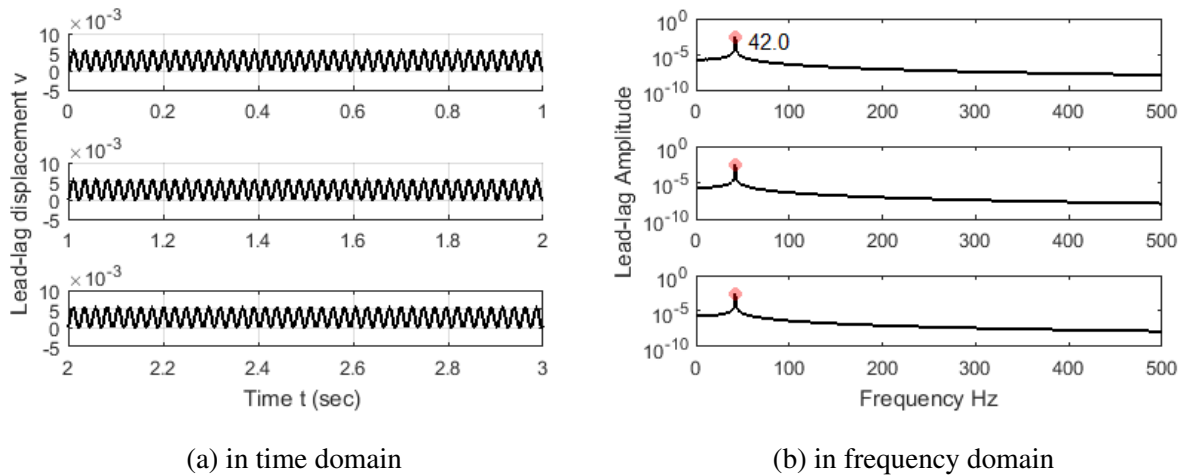 Lead-lag displacement v
×10⁻³
10
5
0
-5
0 0.2 0.4 0.6 0.8 1
×10⁻³
10
5
0
-5
1 1.2 1.4 1.6 1.8 2
×10⁻³
10
5
0
-5
2 2.2 2.4 2.6 2.8 3
Time t (sec)
(a) in time domain
Lead-lag Amplitude
10⁰
10⁻⁵
10⁻¹⁰
42.0
0 100 200 300 400 500
10⁰
10⁻⁵
10⁻¹⁰
0 100 200 300 400 500
10⁰
10⁻⁵
10⁻¹⁰
0 100 200 300 400 500
Frequency Hz
(b) in frequency domain